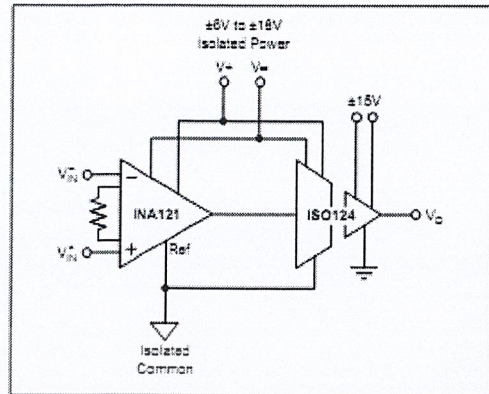 ±6V to ±18V
Isolated Power
V+ V−
±15V
V−IN
INA121
ISO124
VO
V+IN
Ref
Isolated
Common